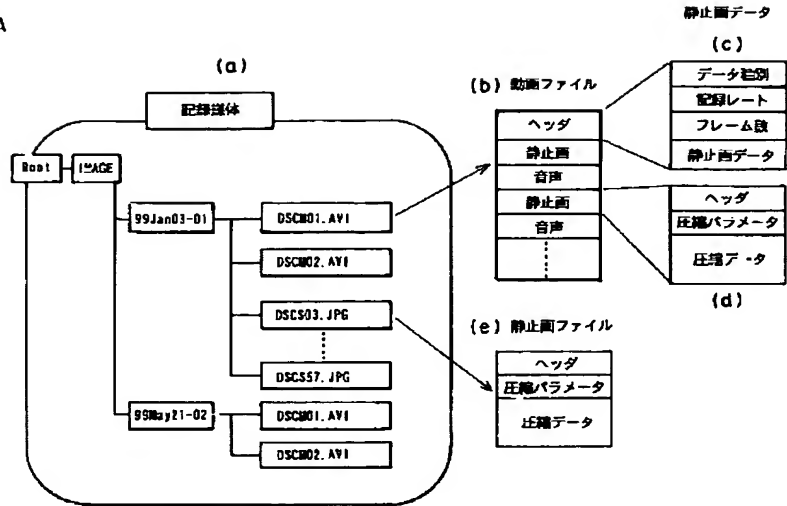 A
(a)
記録媒体
Root
IMAGE
99Jan03-01
DSCM01.AVI
DSCM02.AVI
DSCS03.JPG
DSCS57.JPG
99May21-02
DSCM01.AVI
DSCM02.AVI
(b) 動画ファイル
ヘッダ
静止画
音声
静止画
音声
静止画データ
(c)
データ種別
記録レート
フレーム数
静止画データ
ヘッダ
圧縮パラメータ
圧縮データ
(d)
(e) 静止画ファイル
ヘッダ
圧縮パラメータ
圧縮データ